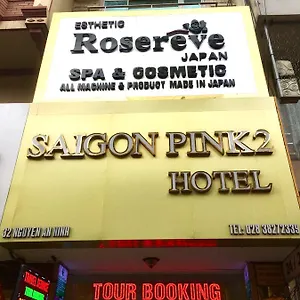 ESTHETIC
Rosereve
JAPAN
SPA & COSMETIC
ALL MACHINE & PRODUCT MADE IN JAPAN
SAIGON PINK2
HOTEL
32 NGUYEN AN NINH
TEL: 028 38272339
TOUR BOOKING